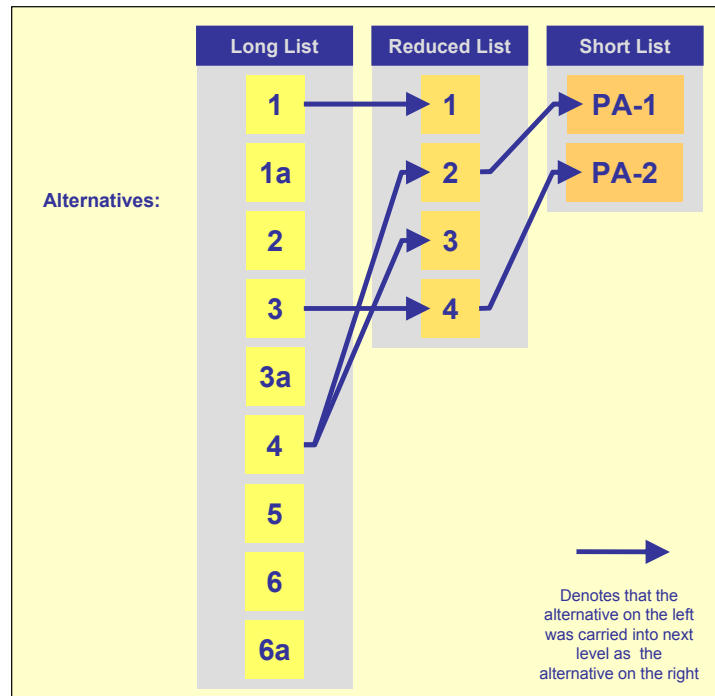 Long List
Reduced List
Short List
Alternatives:
1
1a
2
3
3a
4
5
6
6a
1
2
3
4
PA-1
PA-2
Denotes that the
alternative on the left
was carried into next
level as the
alternative on the right